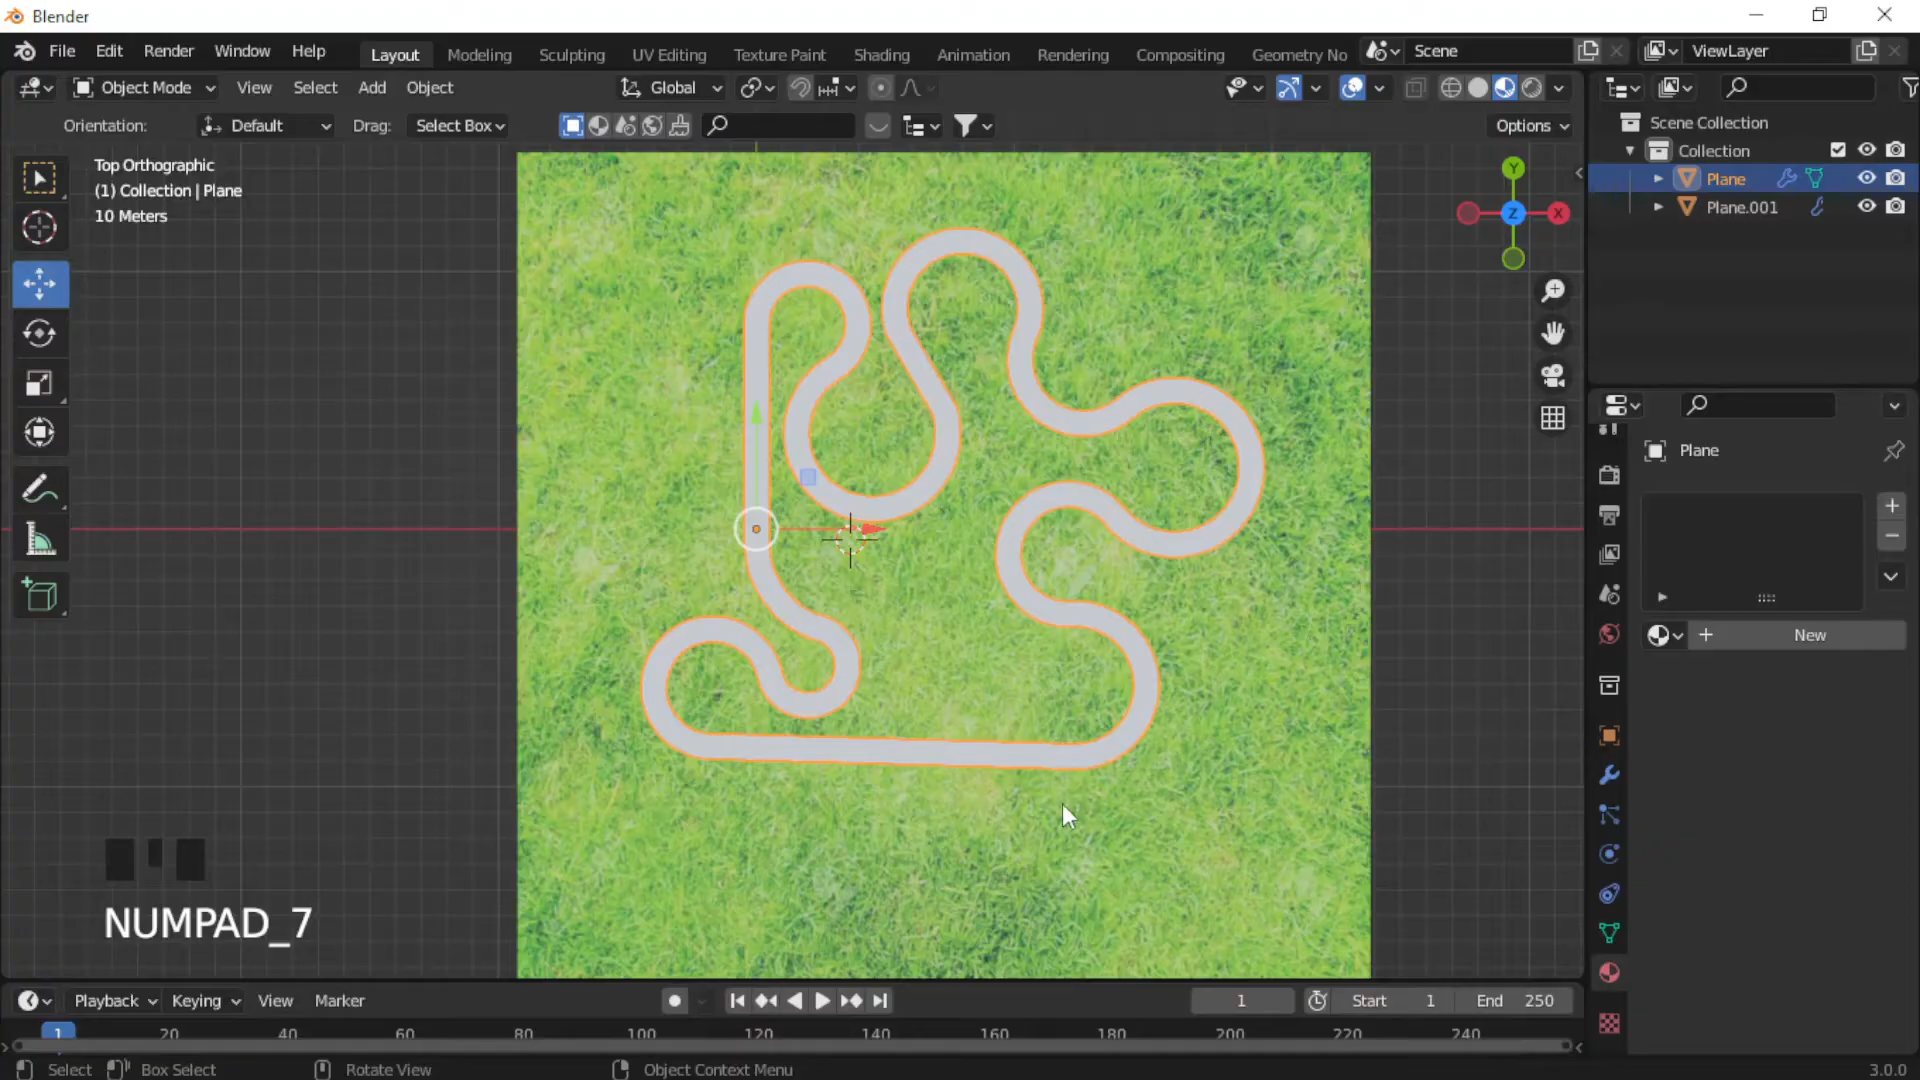 Blender
File Edit Render Window Help Layout Modeling Sculpting UV Editing Texture Paint Shading Animation Rendering Compositing Geometry No Scene ViewLayer
Object Mode View Select Add Object Global
Orientation: Default Drag: Select Box Options
Top Orthographic
(1) Collection | Plane
10 Meters
Y
Z
X
Scene Collection
Collection
Plane
Plane.001
Plane
New
NUMPAD_7
Playback Keying View Marker 1 Start 1 End 250
1 20 40 60 80 100 120 140 160 180 200 220 240
Select Box Select Rotate View Object Context Menu 3.0.0